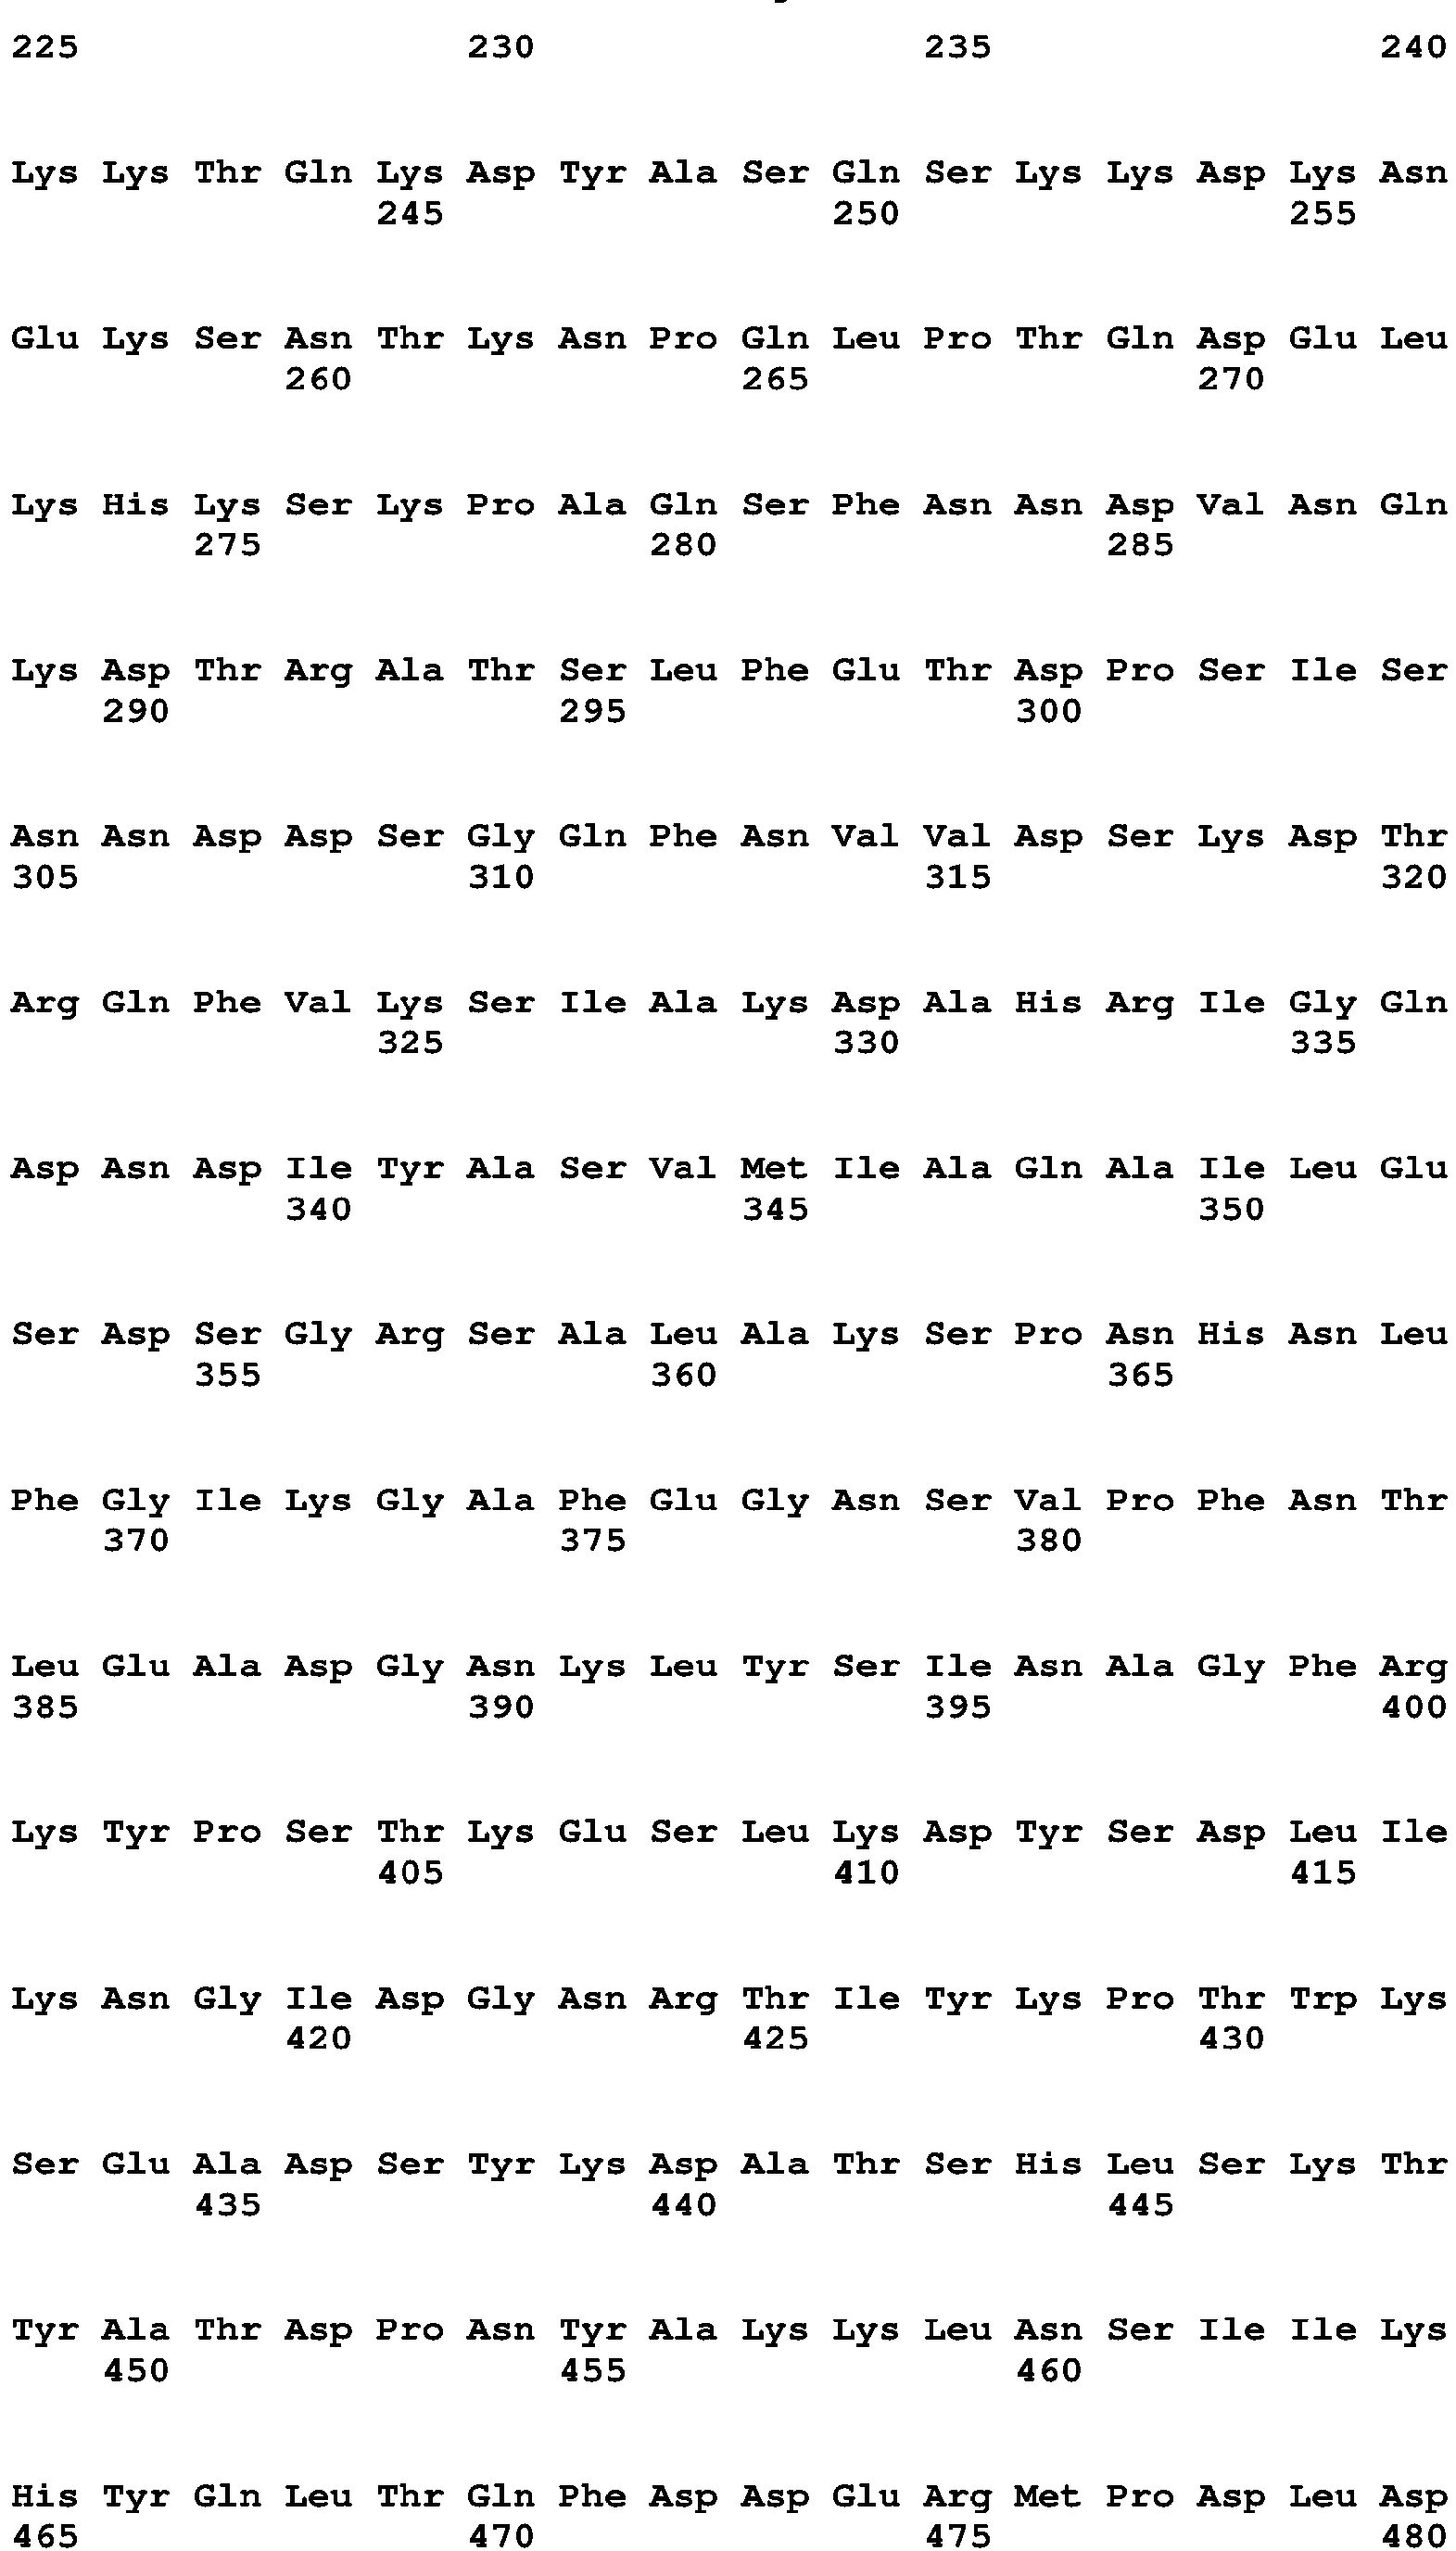 225 230 235 240
Lys Lys Thr Gln Lys Asp Tyr Ala Ser Gln Ser Lys Lys Asp Lys Asn
245 250 255
Glu Lys Ser Asn Thr Lys Asn Pro Gln Leu Pro Thr Gln Asp Glu Leu
260 265 270
Lys His Lys Ser Lys Pro Ala Gln Ser Phe Asn Asn Asp Val Asn Gln
275 280 285
Lys Asp Thr Arg Ala Thr Ser Leu Phe Glu Thr Asp Pro Ser Ile Ser
290 295 300
Asn Asn Asp Asp Ser Gly Gln Phe Asn Val Val Asp Ser Lys Asp Thr
305 310 315 320
Arg Gln Phe Val Lys Ser Ile Ala Lys Asp Ala His Arg Ile Gly Gln
325 330 335
Asp Asn Asp Ile Tyr Ala Ser Val Met Ile Ala Gln Ala Ile Leu Glu
340 345 350
Ser Asp Ser Gly Arg Ser Ala Leu Ala Lys Ser Pro Asn His Asn Leu
355 360 365
Phe Gly Ile Lys Gly Ala Phe Glu Gly Asn Ser Val Pro Phe Asn Thr
370 375 380
Leu Glu Ala Asp Gly Asn Lys Leu Tyr Ser Ile Asn Ala Gly Phe Arg
385 390 395 400
Lys Tyr Pro Ser Thr Lys Glu Ser Leu Lys Asp Tyr Ser Asp Leu Ile
405 410 415
Lys Asn Gly Ile Asp Gly Asn Arg Thr Ile Tyr Lys Pro Thr Trp Lys
420 425 430
Ser Glu Ala Asp Ser Tyr Lys Asp Ala Thr Ser His Leu Ser Lys Thr
435 440 445
Tyr Ala Thr Asp Pro Asn Tyr Ala Lys Lys Leu Asn Ser Ile Ile Lys
450 455 460
His Tyr Gln Leu Thr Gln Phe Asp Asp Glu Arg Met Pro Asp Leu Asp
465 470 475 480